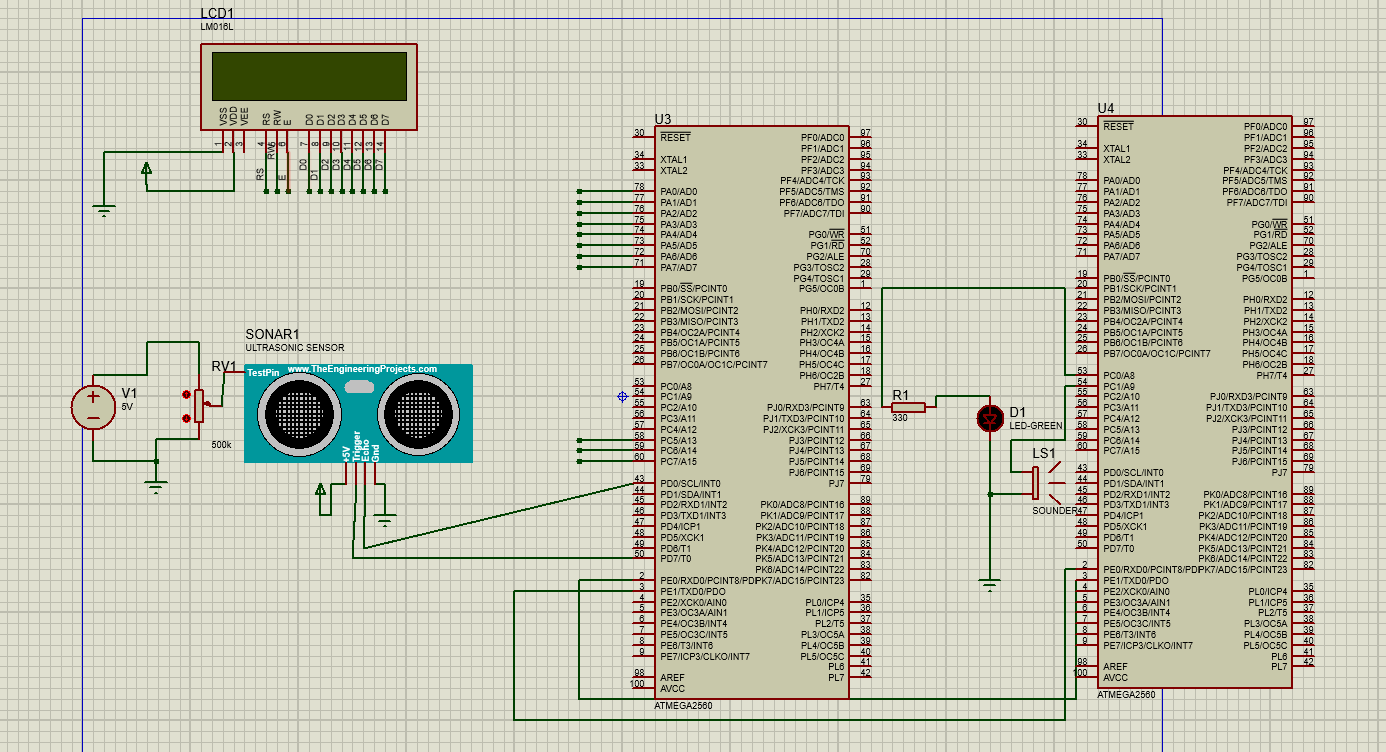 LCD1
LM016L
VSS VDD VEE RS RW E D0 D1 D2 D3 D4 D5 D6 D7
1 2 3 4 5 6 7 8 9 10 11 12 13 14
RS RW E D0 D1 D2 D3 D4 D5 D6 D7
SONAR1
ULTRASONIC SENSOR
TestPin www.TheEngineeringProjects.com
+5V Trigger Echo Gnd
V1
5V
RV1
500k
U3
30 RESET
34 XTAL1
33 XTAL2
78 PA0/AD0
77 PA1/AD1
76 PA2/AD2
75 PA3/AD3
74 PA4/AD4
73 PA5/AD5
72 PA6/AD6
71 PA7/AD7
19 PB0/SS/PCINT0
20 PB1/SCK/PCINT1
21 PB2/MOSI/PCINT2
22 PB3/MISO/PCINT3
23 PB4/OC2A/PCINT4
24 PB5/OC1A/PCINT5
25 PB6/OC1B/PCINT6
26 PB7/OC0A/OC1C/PCINT7
53 PC0/A8
54 PC1/A9
55 PC2/A10
56 PC3/A11
57 PC4/A12
58 PC5/A13
59 PC6/A14
60 PC7/A15
43 PD0/SCL/INT0
44 PD1/SDA/INT1
45 PD2/RXD1/INT2
46 PD3/TXD1/INT3
47 PD4/ICP1
48 PD5/XCK1
49 PD6/T1
50 PD7/T0
2 PE0/RXD0/PCINT8/PDI
3 PE1/TXD0/PDO
4 PE2/XCK0/AIN0
5 PE3/OC3A/AIN1
6 PE4/OC3B/INT4
7 PE5/OC3C/INT5
8 PE6/T3/INT6
9 PE7/ICP3/CLKO/INT7
98 AREF
100 AVCC
PF0/ADC0 97
PF1/ADC1 96
PF2/ADC2 95
PF3/ADC3 94
PF4/ADC4/TCK 93
PF5/ADC5/TMS 92
PF6/ADC6/TDO 91
PF7/ADC7/TDI 90
PG0/WR 51
PG1/RD 52
PG2/ALE 70
PG3/TOSC2 28
PG4/TOSC1 29
PG5/OC0B 1
PH0/RXD2 12
PH1/TXD2 13
PH2/XCK2 14
PH3/OC4A 15
PH4/OC4B 16
PH5/OC4C 17
PH6/OC2B 18
PH7/T4 27
PJ0/RXD3/PCINT9 63
PJ1/TXD3/PCINT10 64
PJ2/XCK3/PCINT11 65
PJ3/PCINT12 66
PJ4/PCINT13 67
PJ5/PCINT14 68
PJ6/PCINT15 69
PJ7 79
PK0/ADC8/PCINT16 89
PK1/ADC9/PCINT17 88
PK2/ADC10/PCINT18 87
PK3/ADC11/PCINT19 86
PK4/ADC12/PCINT20 85
PK5/ADC13/PCINT21 84
PK6/ADC14/PCINT22 83
PK7/ADC15/PCINT23 82
PL0/ICP4 35
PL1/ICP5 36
PL2/T5 37
PL3/OC5A 38
PL4/OC5B 39
PL5/OC5C 40
PL6 41
PL7 42
ATMEGA2560
R1
330
D1
LED-GREEN
LS1
SOUNDER
U4
30 RESET
34 XTAL1
33 XTAL2
78 PA0/AD0
77 PA1/AD1
76 PA2/AD2
75 PA3/AD3
74 PA4/AD4
73 PA5/AD5
72 PA6/AD6
71 PA7/AD7
19 PB0/SS/PCINT0
20 PB1/SCK/PCINT1
21 PB2/MOSI/PCINT2
22 PB3/MISO/PCINT3
23 PB4/OC2A/PCINT4
24 PB5/OC1A/PCINT5
25 PB6/OC1B/PCINT6
26 PB7/OC0A/OC1C/PCINT7
53 PC0/A8
54 PC1/A9
55 PC2/A10
56 PC3/A11
57 PC4/A12
58 PC5/A13
59 PC6/A14
60 PC7/A15
43 PD0/SCL/INT0
44 PD1/SDA/INT1
45 PD2/RXD1/INT2
46 PD3/TXD1/INT3
47 PD4/ICP1
48 PD5/XCK1
49 PD6/T1
50 PD7/T0
2 PE0/RXD0/PCINT8/PDI
3 PE1/TXD0/PDO
4 PE2/XCK0/AIN0
5 PE3/OC3A/AIN1
6 PE4/OC3B/INT4
7 PE5/OC3C/INT5
8 PE6/T3/INT6
9 PE7/ICP3/CLKO/INT7
98 AREF
100 AVCC
PF0/ADC0 97
PF1/ADC1 96
PF2/ADC2 95
PF3/ADC3 94
PF4/ADC4/TCK 93
PF5/ADC5/TMS 92
PF6/ADC6/TDO 91
PF7/ADC7/TDI 90
PG0/WR 51
PG1/RD 52
PG2/ALE 70
PG3/TOSC2 28
PG4/TOSC1 29
PG5/OC0B 1
PH0/RXD2 12
PH1/TXD2 13
PH2/XCK2 14
PH3/OC4A 15
PH4/OC4B 16
PH5/OC4C 17
PH6/OC2B 18
PH7/T4 27
PJ0/RXD3/PCINT9 63
PJ1/TXD3/PCINT10 64
PJ2/XCK3/PCINT11 65
PJ3/PCINT12 66
PJ4/PCINT13 67
PJ5/PCINT14 68
PJ6/PCINT15 69
PJ7 79
PK0/ADC8/PCINT16 89
PK1/ADC9/PCINT17 88
PK2/ADC10/PCINT18 87
PK3/ADC11/PCINT19 86
PK4/ADC12/PCINT20 85
PK5/ADC13/PCINT21 84
PK6/ADC14/PCINT22 83
PK7/ADC15/PCINT23 82
PL0/ICP4 35
PL1/ICP5 36
PL2/T5 37
PL3/OC5A 38
PL4/OC5B 39
PL5/OC5C 40
PL6 41
PL7 42
ATMEGA2560